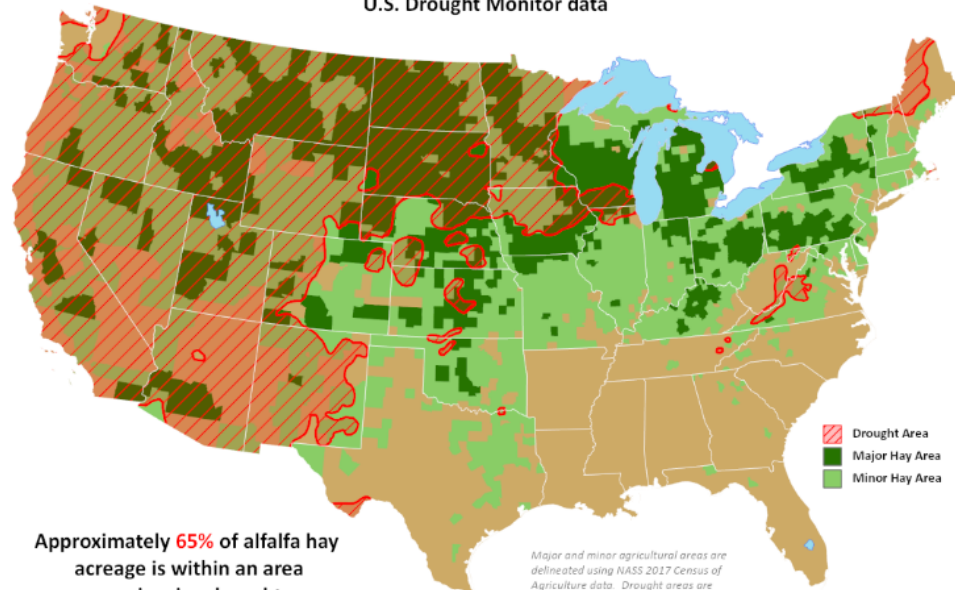 U.S. Drought Monitor data
Drought Area
Major Hay Area
Minor Hay Area
Approximately 65% of alfalfa hay
acreage is within an area
Major and minor agricultural areas are
delineated using NASS 2017 Census of
Agriculture data. Drought areas are